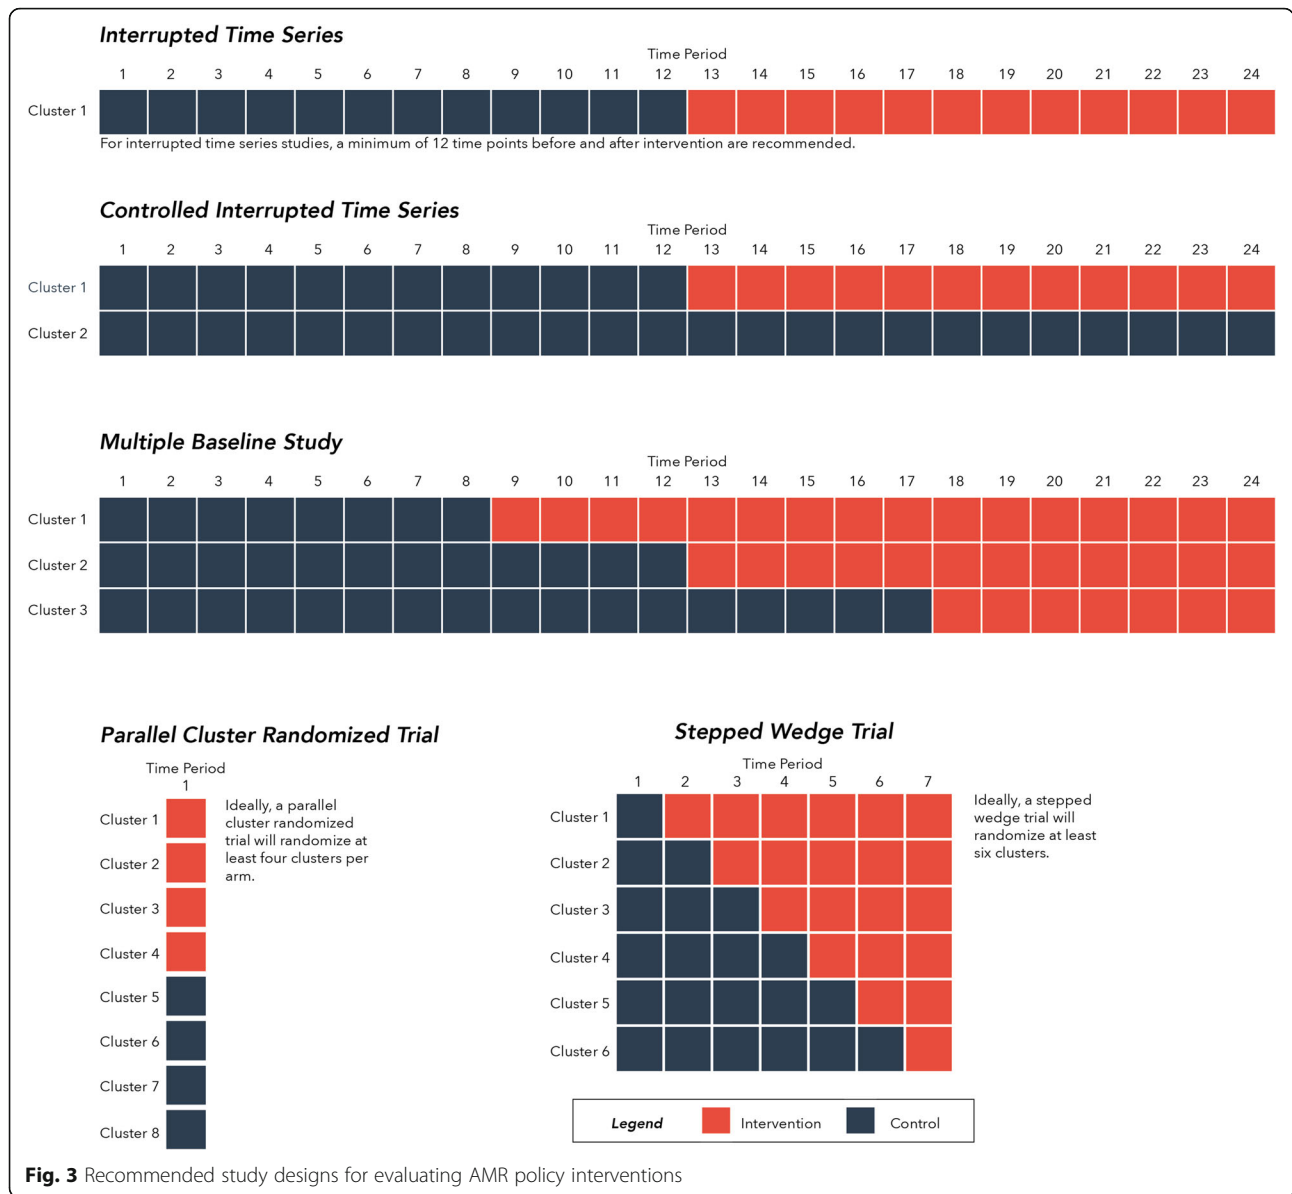 Interrupted Time Series
Time Period
1 2 3 4 5 6 7 8 9 10 11 12 13 14 15 16 17 18 19 20 21 22 23 24
Cluster 1
For interrupted time series studies, a minimum of 12 time points before and after intervention are recommended.
Controlled Interrupted Time Series
Time Period
1 2 3 4 5 6 7 8 9 10 11 12 13 14 15 16 17 18 19 20 21 22 23 24
Cluster 1
Cluster 2
Multiple Baseline Study
Time Period
1 2 3 4 5 6 7 8 9 10 11 12 13 14 15 16 17 18 19 20 21 22 23 24
Cluster 1
Cluster 2
Cluster 3
Parallel Cluster Randomized Trial
Time Period
1
Cluster 1
Cluster 2
Cluster 3
Cluster 4
Cluster 5
Cluster 6
Cluster 7
Cluster 8
Ideally, a parallel
cluster randomized
trial will randomize at
least four clusters per
arm.
Stepped Wedge Trial
Time Period
1 2 3 4 5 6 7
Cluster 1
Cluster 2
Cluster 3
Cluster 4
Cluster 5
Cluster 6
Ideally, a stepped
wedge trial will
randomize at least
six clusters.
Legend Intervention Control
Fig. 3 Recommended study designs for evaluating AMR policy interventions